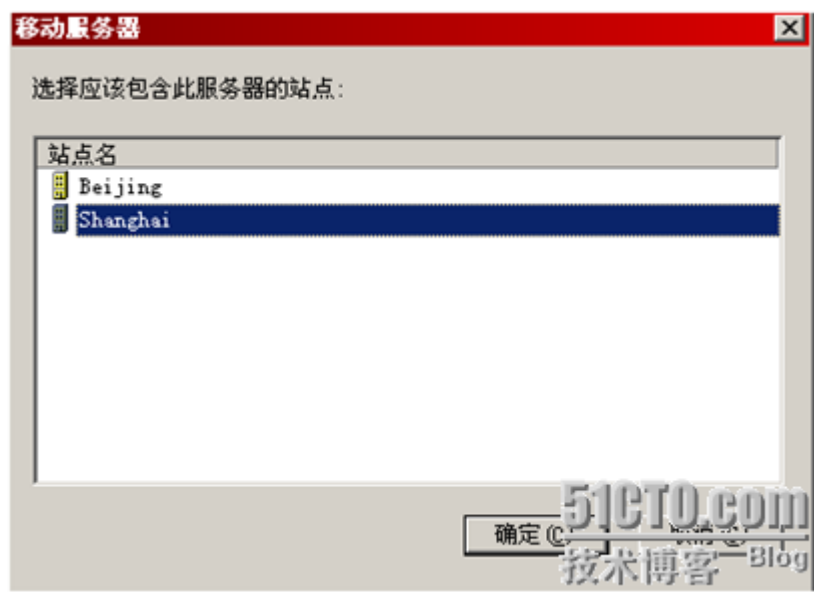 移动服务器
选择应该包含此服务器的站点:
站点名
Beijing
Shanghai
确定
51CTO.com
技术博客 Blog